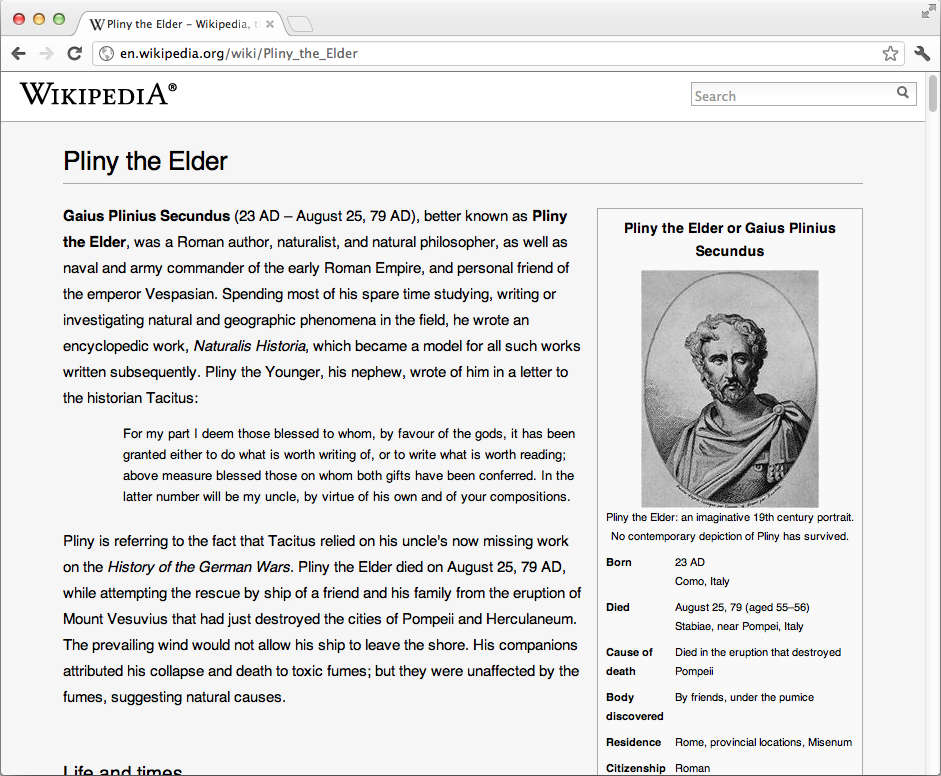 Pliny the Elder – Wikipedia, t
en.wikipedia.org/wiki/Pliny_the_Elder
WIKIPEDIA®
Search
Pliny the Elder
Gaius Plinius Secundus (23 AD – August 25, 79 AD), better known as Pliny
the Elder, was a Roman author, naturalist, and natural philosopher, as well as
naval and army commander of the early Roman Empire, and personal friend of
the emperor Vespasian. Spending most of his spare time studying, writing or
investigating natural and geographic phenomena in the field, he wrote an
encyclopedic work, Naturalis Historia, which became a model for all such works
written subsequently. Pliny the Younger, his nephew, wrote of him in a letter to
the historian Tacitus:
For my part I deem those blessed to whom, by favour of the gods, it has been
granted either to do what is worth writing of, or to write what is worth reading;
above measure blessed those on whom both gifts have been conferred. In the
latter number will be my uncle, by virtue of his own and of your compositions.
Pliny is referring to the fact that Tacitus relied on his uncle's now missing work
on the History of the German Wars. Pliny the Elder died on August 25, 79 AD,
while attempting the rescue by ship of a friend and his family from the eruption of
Mount Vesuvius that had just destroyed the cities of Pompeii and Herculaneum.
The prevailing wind would not allow his ship to leave the shore. His companions
attributed his collapse and death to toxic fumes; but they were unaffected by the
fumes, suggesting natural causes.
Life and times
Pliny the Elder or Gaius Plinius
Secundus
Pliny the Elder: an imaginative 19th century portrait.
No contemporary depiction of Pliny has survived.
Born 23 AD
Como, Italy
Died August 25, 79 (aged 55–56)
Stabiae, near Pompei, Italy
Cause of Died in the eruption that destroyed
death Pompeii
Body By friends, under the pumice
discovered
Residence Rome, provincial locations, Misenum
Citizenship Roman